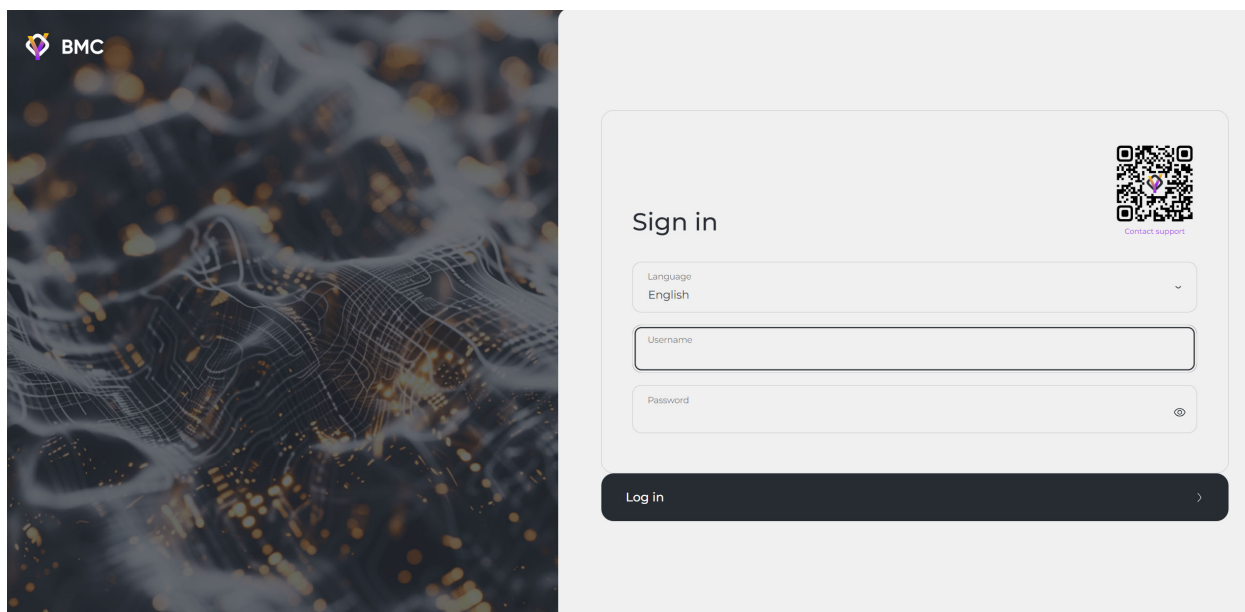 BMC
Sign in
Contact support
Language
English
Username
Password
Log in